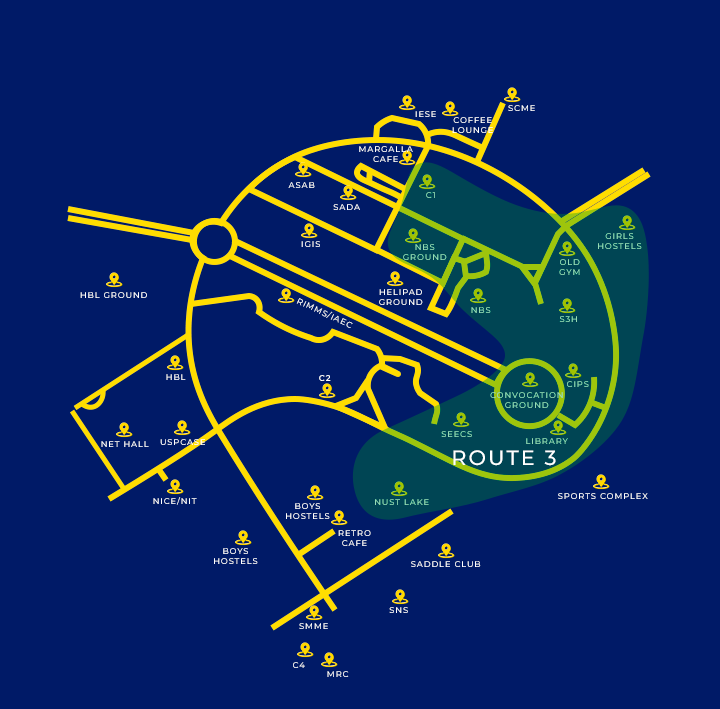 SCME
IESE
COFFEE
LOUNGE
MARGALLA
CAFE
ASAB
C1
SADA
GIRLS
HOSTELS
IGIS
NBS
GROUND
OLD
GYM
HBL GROUND
HELIPAD
GROUND
RIMMS/IAEC
NBS
S3H
HBL
C2
CIPS
CONVOCATION
GROUND
NET HALL
USPCASE
SEECS
LIBRARY
ROUTE 3
NICE/NIT
BOYS
HOSTELS
NUST LAKE
SPORTS COMPLEX
RETRO
CAFE
BOYS
HOSTELS
SADDLE CLUB
SNS
SMME
C4
MRC